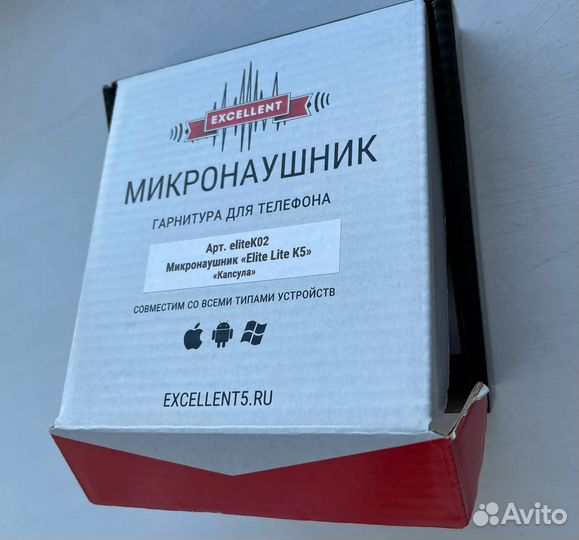 EXCELLENT
МИКРОНАУШНИК
ГАРНИТУРА ДЛЯ ТЕЛЕФОНА
Арт. eliteK02
Микронаушник «Elite Lite K5»
«Капсула»
СОВМЕСТИМ СО ВСЕМИ ТИПАМИ УСТРОЙСТВ
EXCELLENT5.RU
Avito